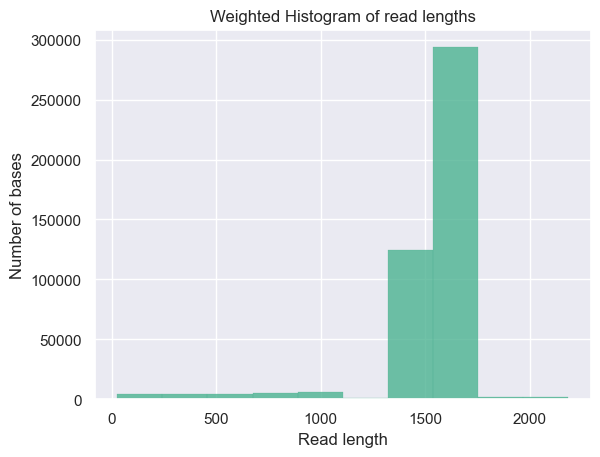 Weighted Histogram of read lengths
300000
250000
200000
150000
100000
50000
0
Number of bases
0 500 1000 1500 2000
Read length